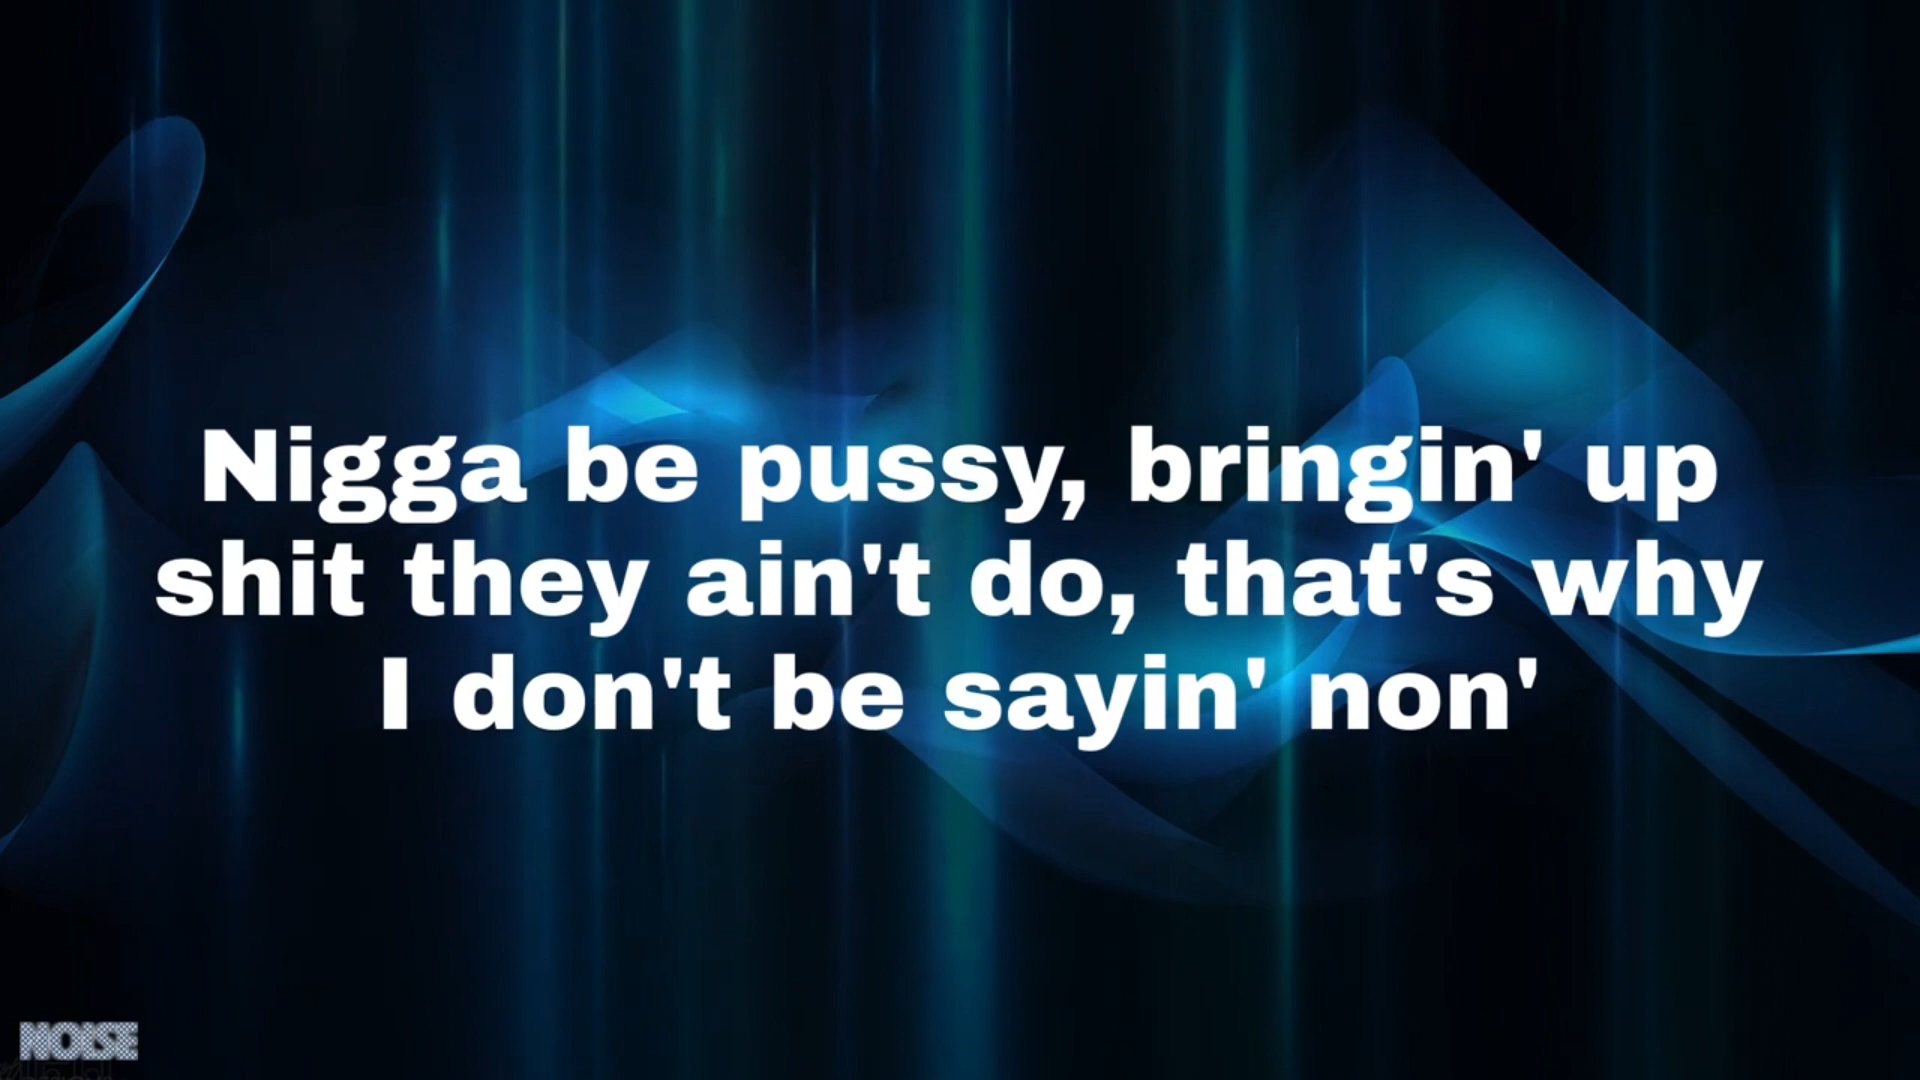 Nigga be pussy, bringin' up
shit they ain't do, that's why
I don't be sayin' non'
NOISE